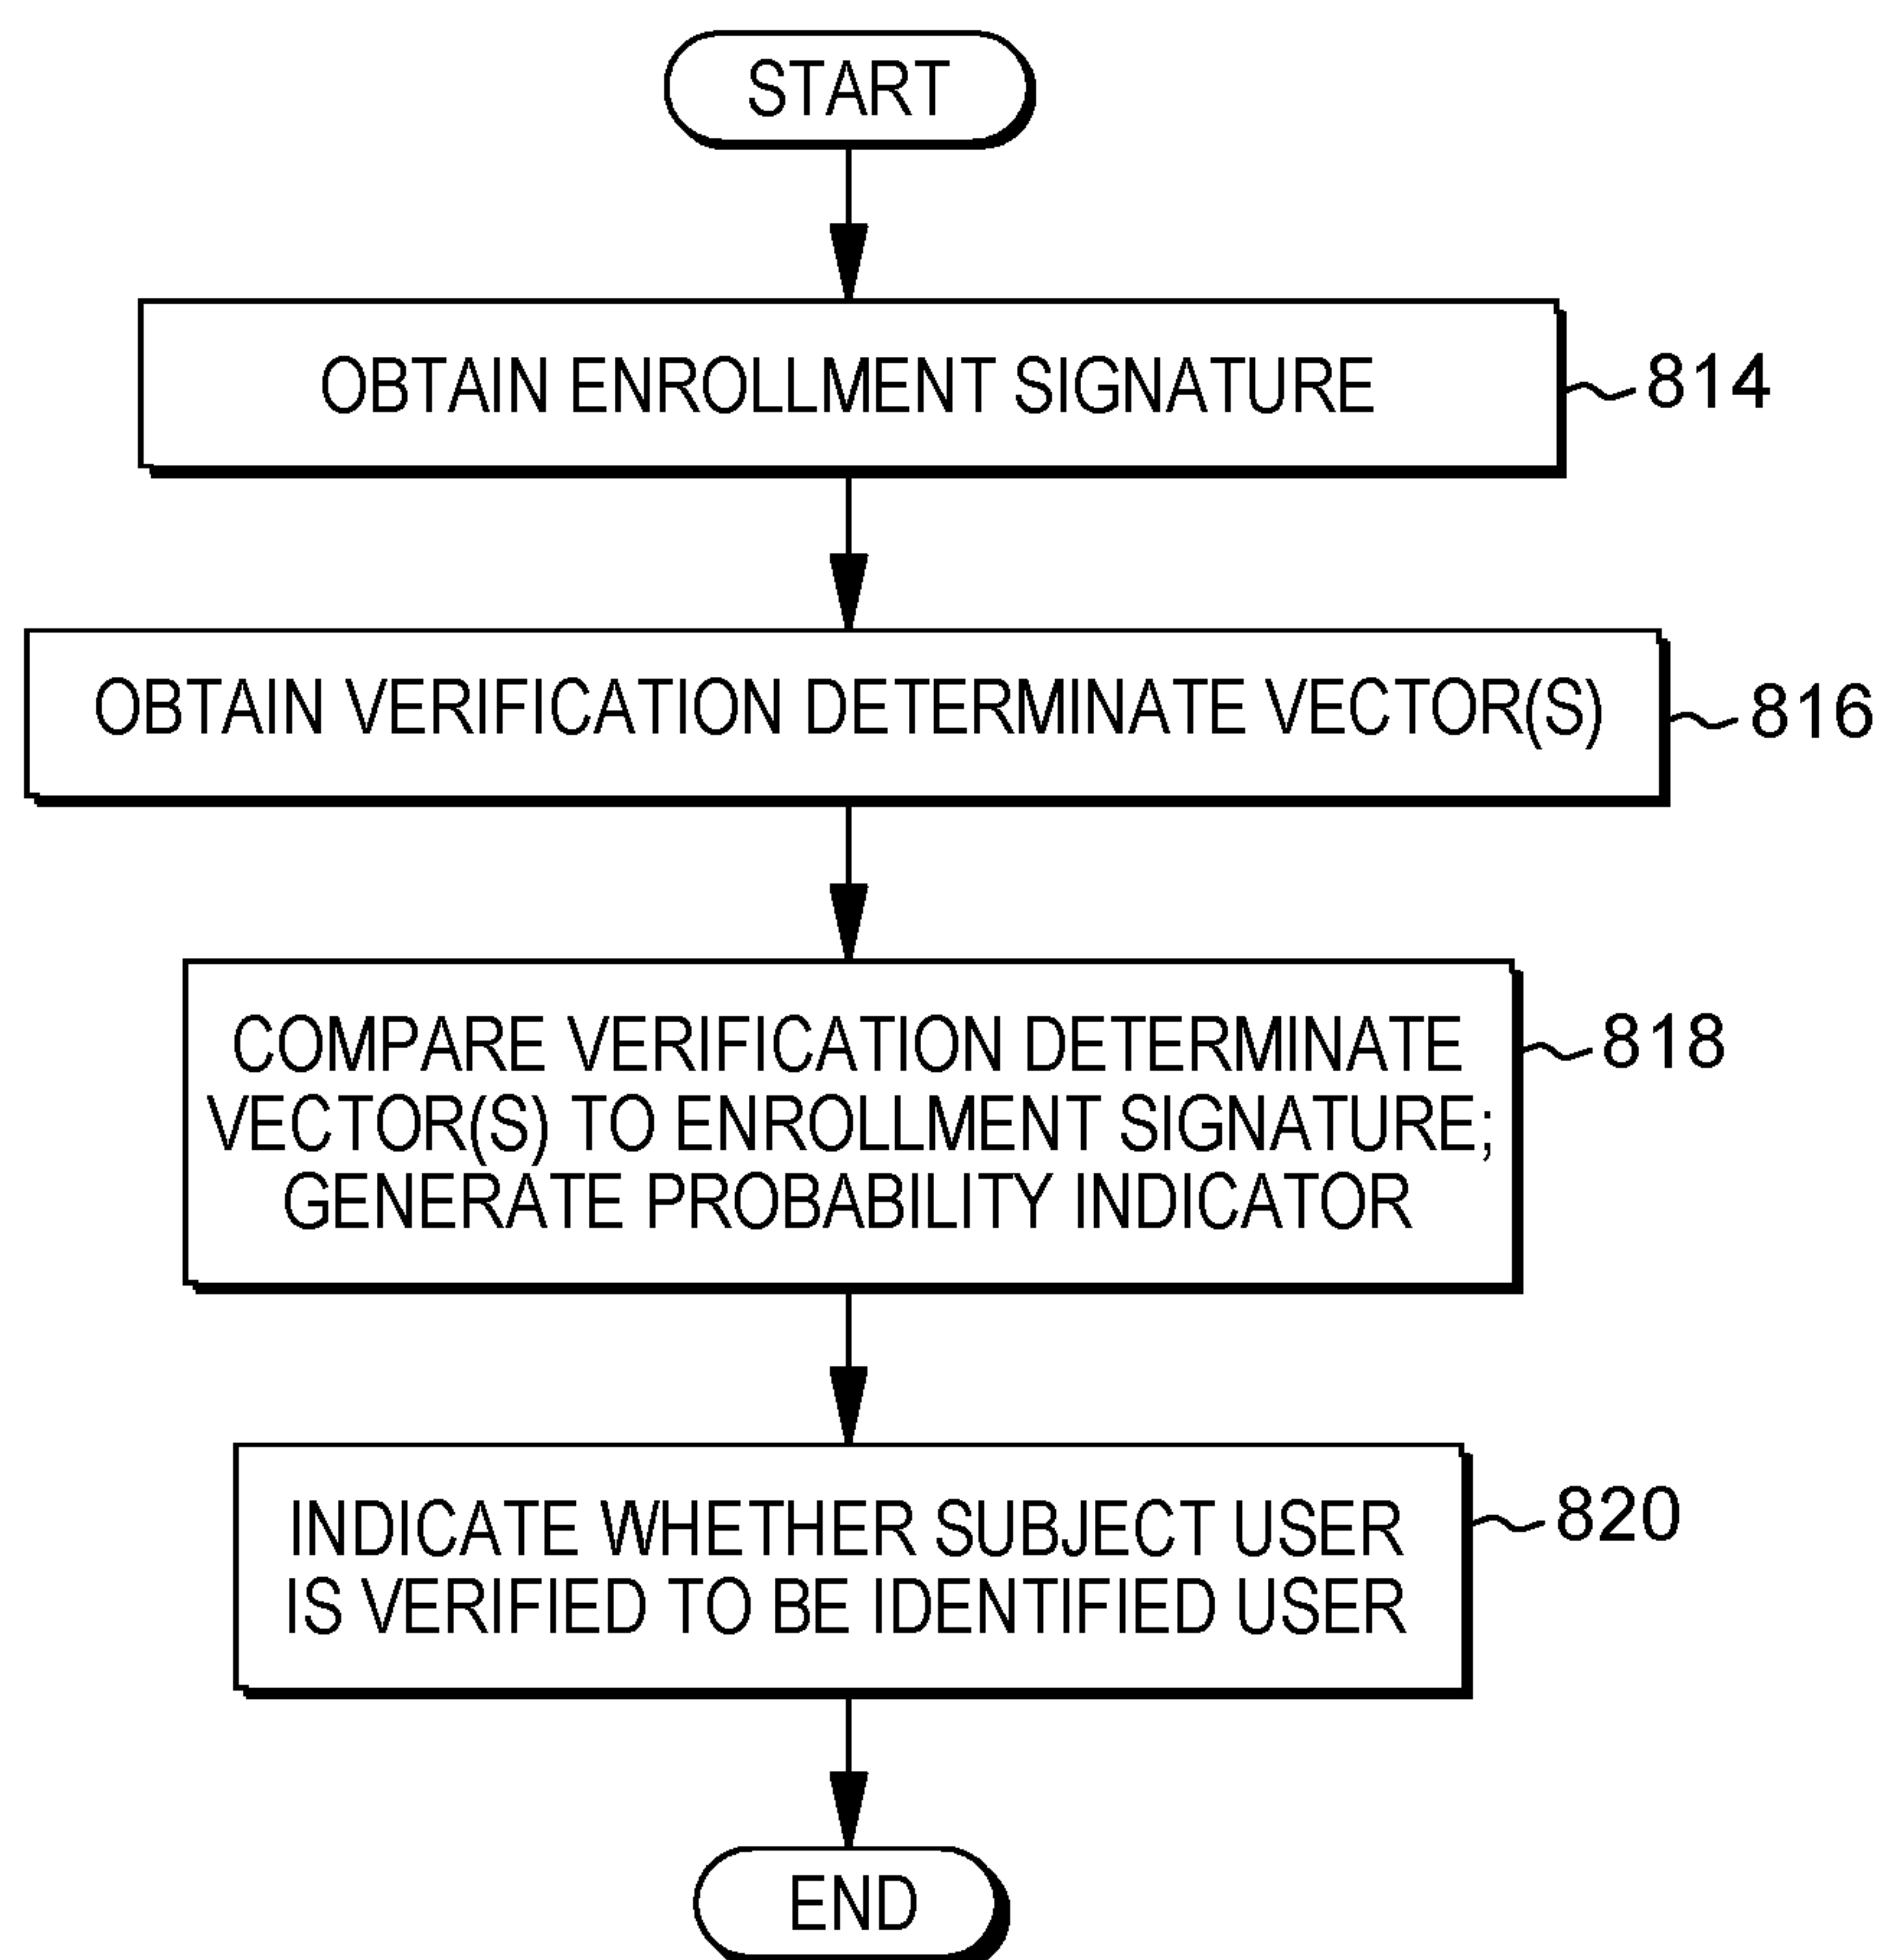 START
OBTAIN ENROLLMENT SIGNATURE
814
OBTAIN VERIFICATION DETERMINATE VECTOR(S)
816
COMPARE VERIFICATION DETERMINATE
VECTOR(S) TO ENROLLMENT SIGNATURE;
GENERATE PROBABILITY INDICATOR
818
INDICATE WHETHER SUBJECT USER
IS VERIFIED TO BE IDENTIFIED USER
820
END